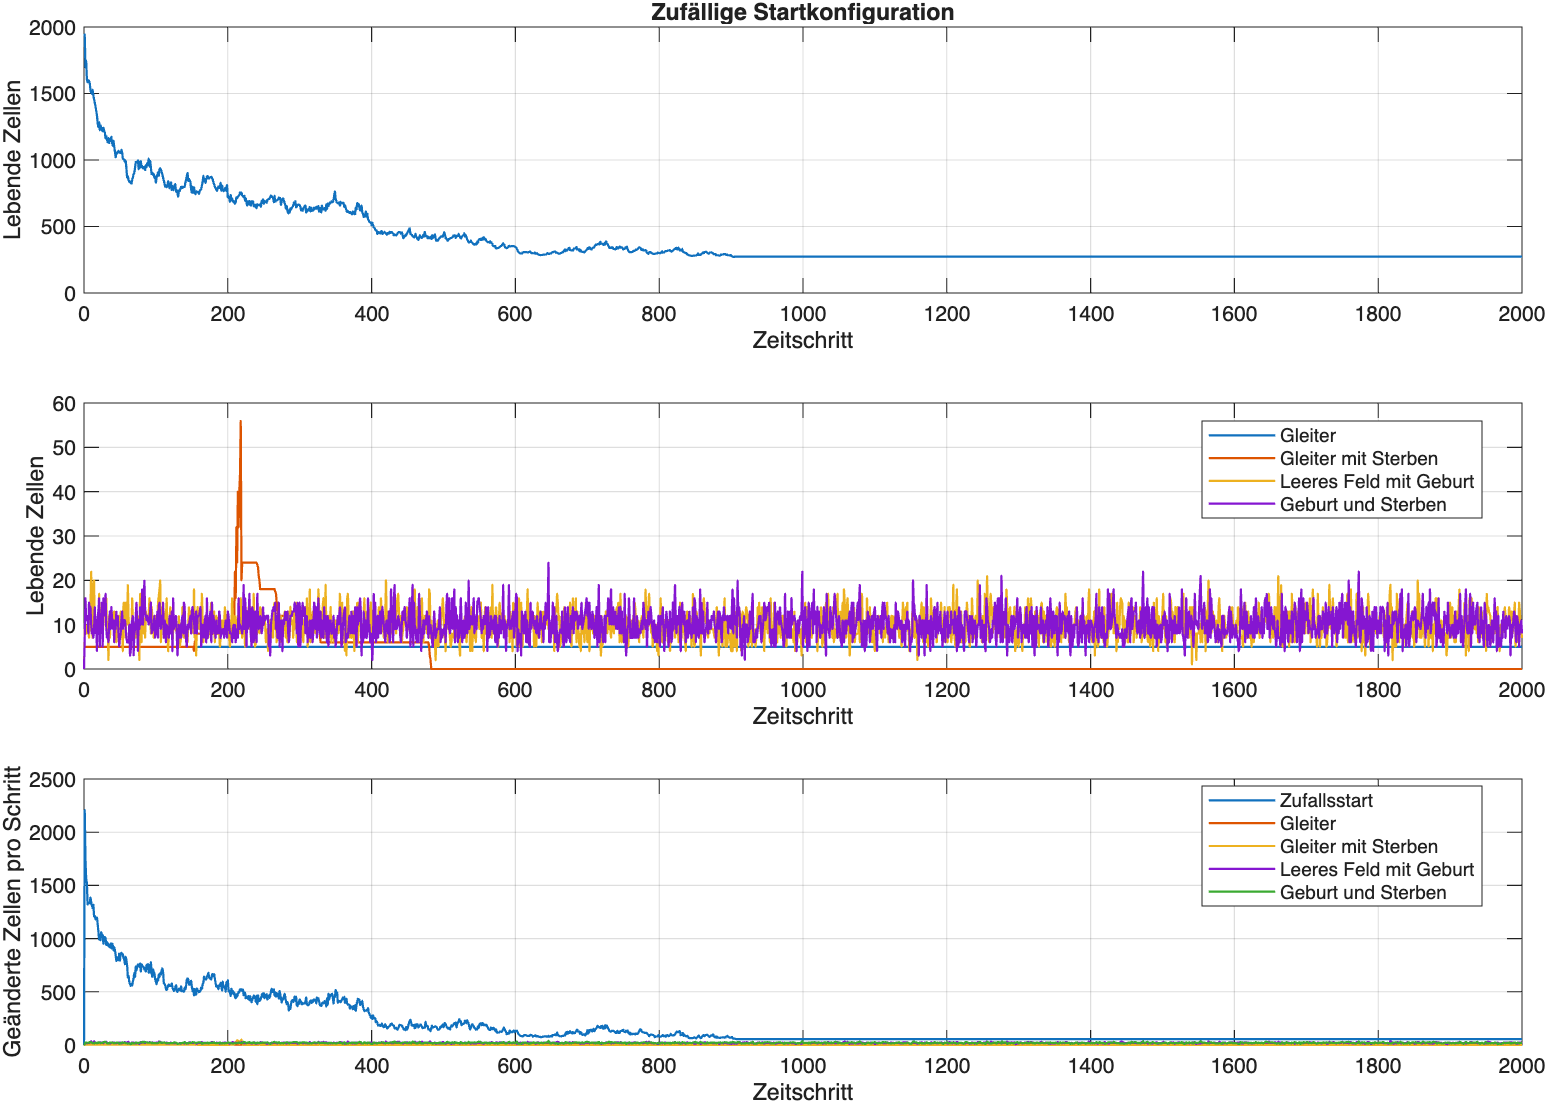 Zufällige Startkonfiguration
Lebende Zellen
2000
1500
1000
500
0
0 200 400 600 800 1000 1200 1400 1600 1800 2000
Zeitschritt
Lebende Zellen
60
50
40
30
20
10
0
Gleiter
Gleiter mit Sterben
Leeres Feld mit Geburt
Geburt und Sterben
0 200 400 600 800 1000 1200 1400 1600 1800 2000
Zeitschritt
Geänderte Zellen pro Schritt
2500
2000
1500
1000
500
0
Zufallsstart
Gleiter
Gleiter mit Sterben
Leeres Feld mit Geburt
Geburt und Sterben
0 200 400 600 800 1000 1200 1400 1600 1800 2000
Zeitschritt